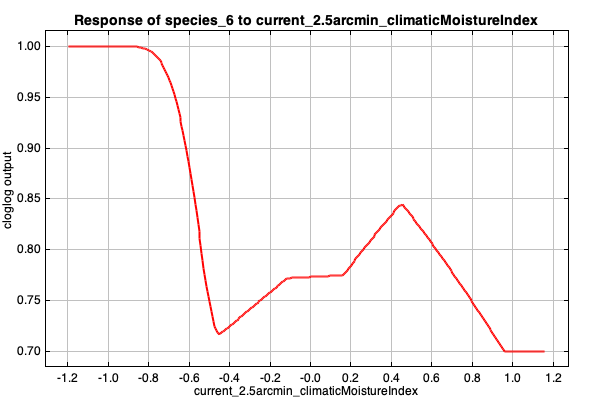 Response of species_6 to current_2.5arcmin_climaticMoistureIndex
1.00
0.95
0.90
0.85
0.80
0.75
0.70
cloglog output
-1.2 -1.0 -0.8 -0.6 -0.4 -0.2 -0.0 0.2 0.4 0.6 0.8 1.0 1.2
current_2.5arcmin_climaticMoistureIndex